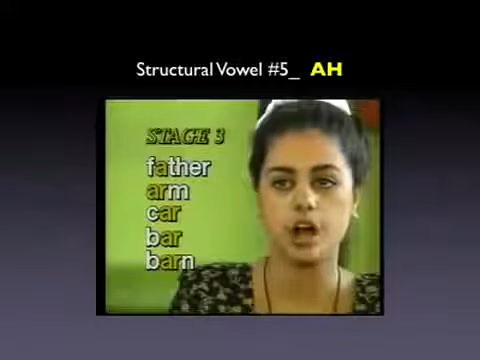 Structural Vowel #5_ AH
STAGE 3
father
arm
car
bar
barn